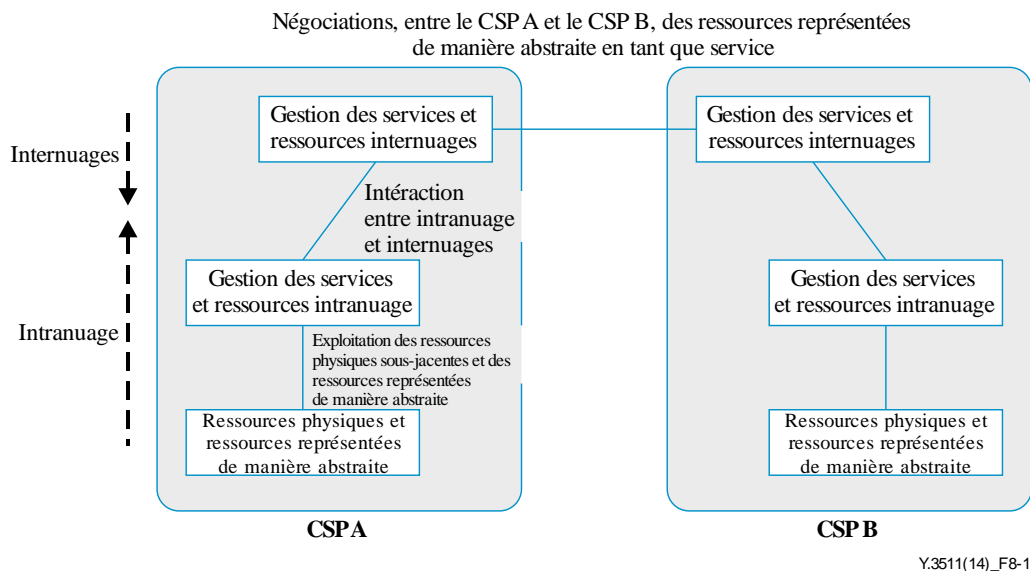 Négociations, entre le CSP A et le CSP B, des ressources représentées
de manière abstraite en tant que service
Gestion des services et
ressources internuages
Gestion des services et
ressources internuages
Internuages
Intéraction
entre intranuage
et internuages
Gestion des services
et ressources intranuage
Gestion des services
et ressources intranuage
Intranuage
Exploitation des ressources
physiques sous-jacentes et des
ressources représentées
de manière abstraite
Ressources physiques et
ressources représentées
de manière abstraite
Ressources physiques et
ressources représentées
de manière abstraite
CSP A
CSP B
Y.3511(14)_F8-1